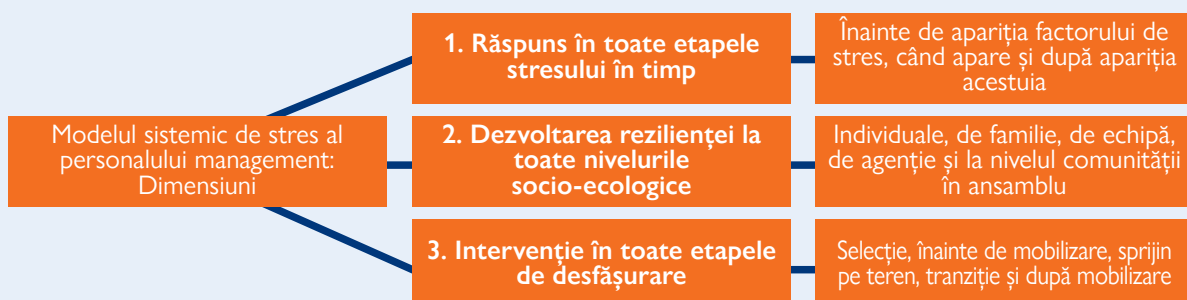 Modelul sistemic de stres al
personalului management:
Dimensiuni
1. Răspuns în toate etapele
stresului în timp
Înainte de apariția factorului de
stres, când apare și după apariția
acestuia
2. Dezvoltarea rezilienței la
toate nivelurile
socio-ecologice
Individuale, de familie, de echipă,
de agenție și la nivelul comunității
în ansamblu
3. Intervenție în toate etapele
de desfășurare
Selecție, înainte de mobilizare, sprijin
pe teren, tranziție și după mobilizare